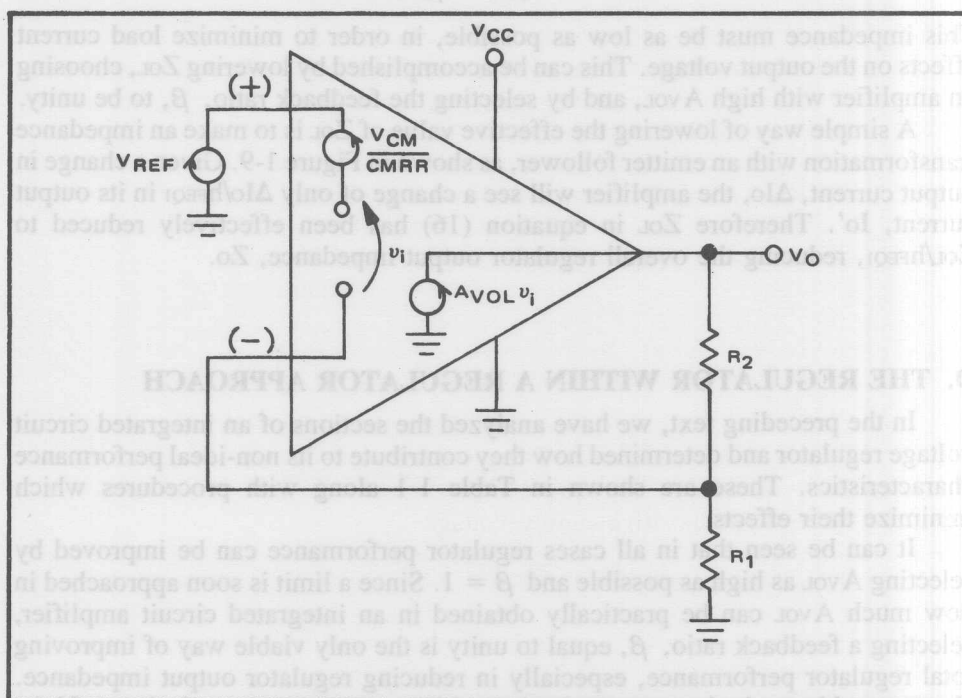 This impedance must be as low as possible, in order to minimize load current
effects on the output voltage. This can be accomplished by lowering ZOL, choosing
an amplifier with high AVOL, and by selecting the feedback ratio, β, to be unity.
A simple way of lowering the effective value of ZOL is to make an impedance
transformation with an emitter follower, as shown in Figure 1-9. Given a change in
output current, ΔIO, the amplifier will see a change of only ΔIO/hFEQ1 in its output
current, IO'. Therefore ZOL in equation (16) has been effectively reduced to
ZOL/hFEQ1, reducing the overall regulator output impedance, ZO.
VCC
(+)
VCM
CMRR
VREF
υi
AVOL υi
VO
(-)
R2
R1
D. THE REGULATOR WITHIN A REGULATOR APPROACH
In the preceding text, we have analyzed the sections of an integrated circuit
voltage regulator and determined how they contribute to its non-ideal performance
characteristics. These are shown in Table 1-1 along with procedures which
minimize their effects.
It can be seen that in all cases regulator performance can be improved by
selecting AVOL as high as possible and β = 1. Since a limit is soon approached in
how much AVOL can be practically obtained in an integrated circuit amplifier,
selecting a feedback ratio, β, equal to unity is the only viable way of improving
total regulator performance, especially in reducing regulator output impedance.